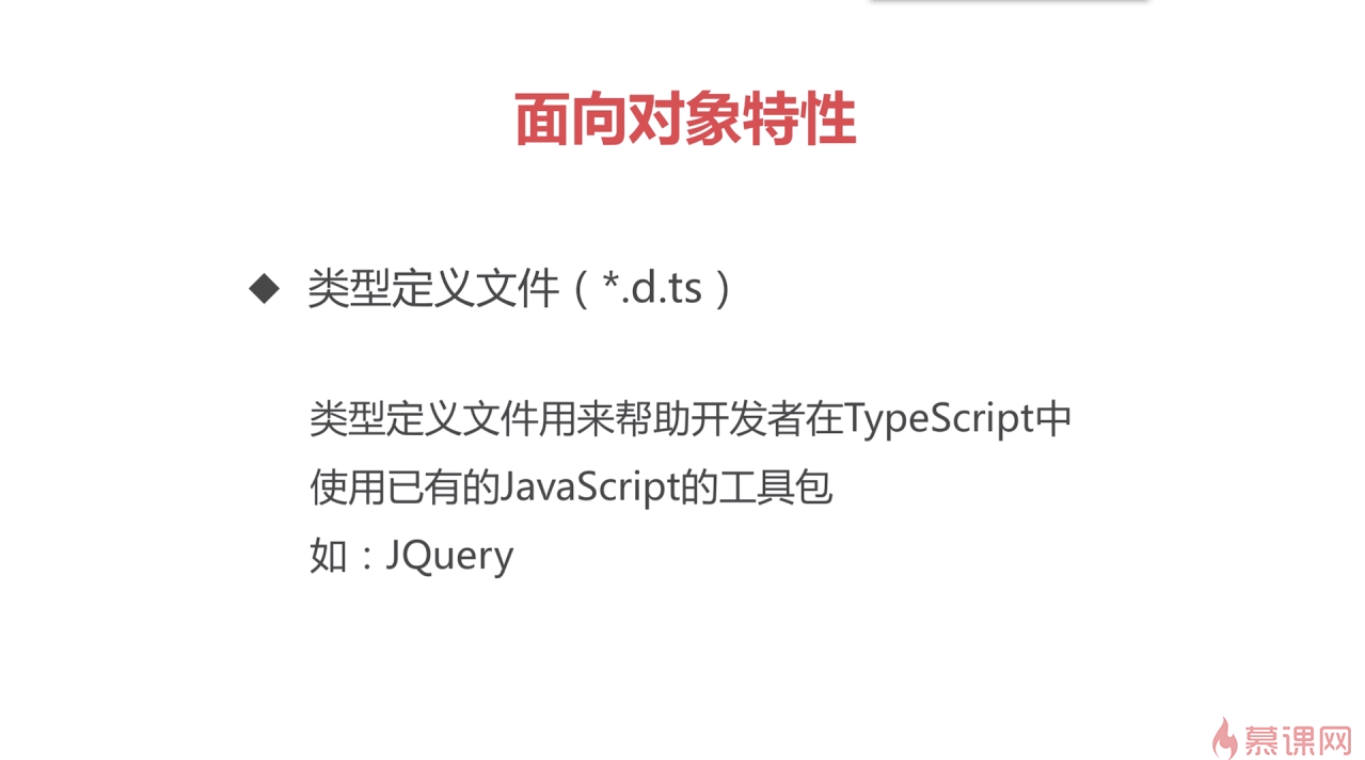 面向对象特性
◆ 类型定义文件（*.d.ts）
类型定义文件用来帮助开发者在TypeScript中
使用已有的JavaScript的工具包
如：JQuery
慕课网